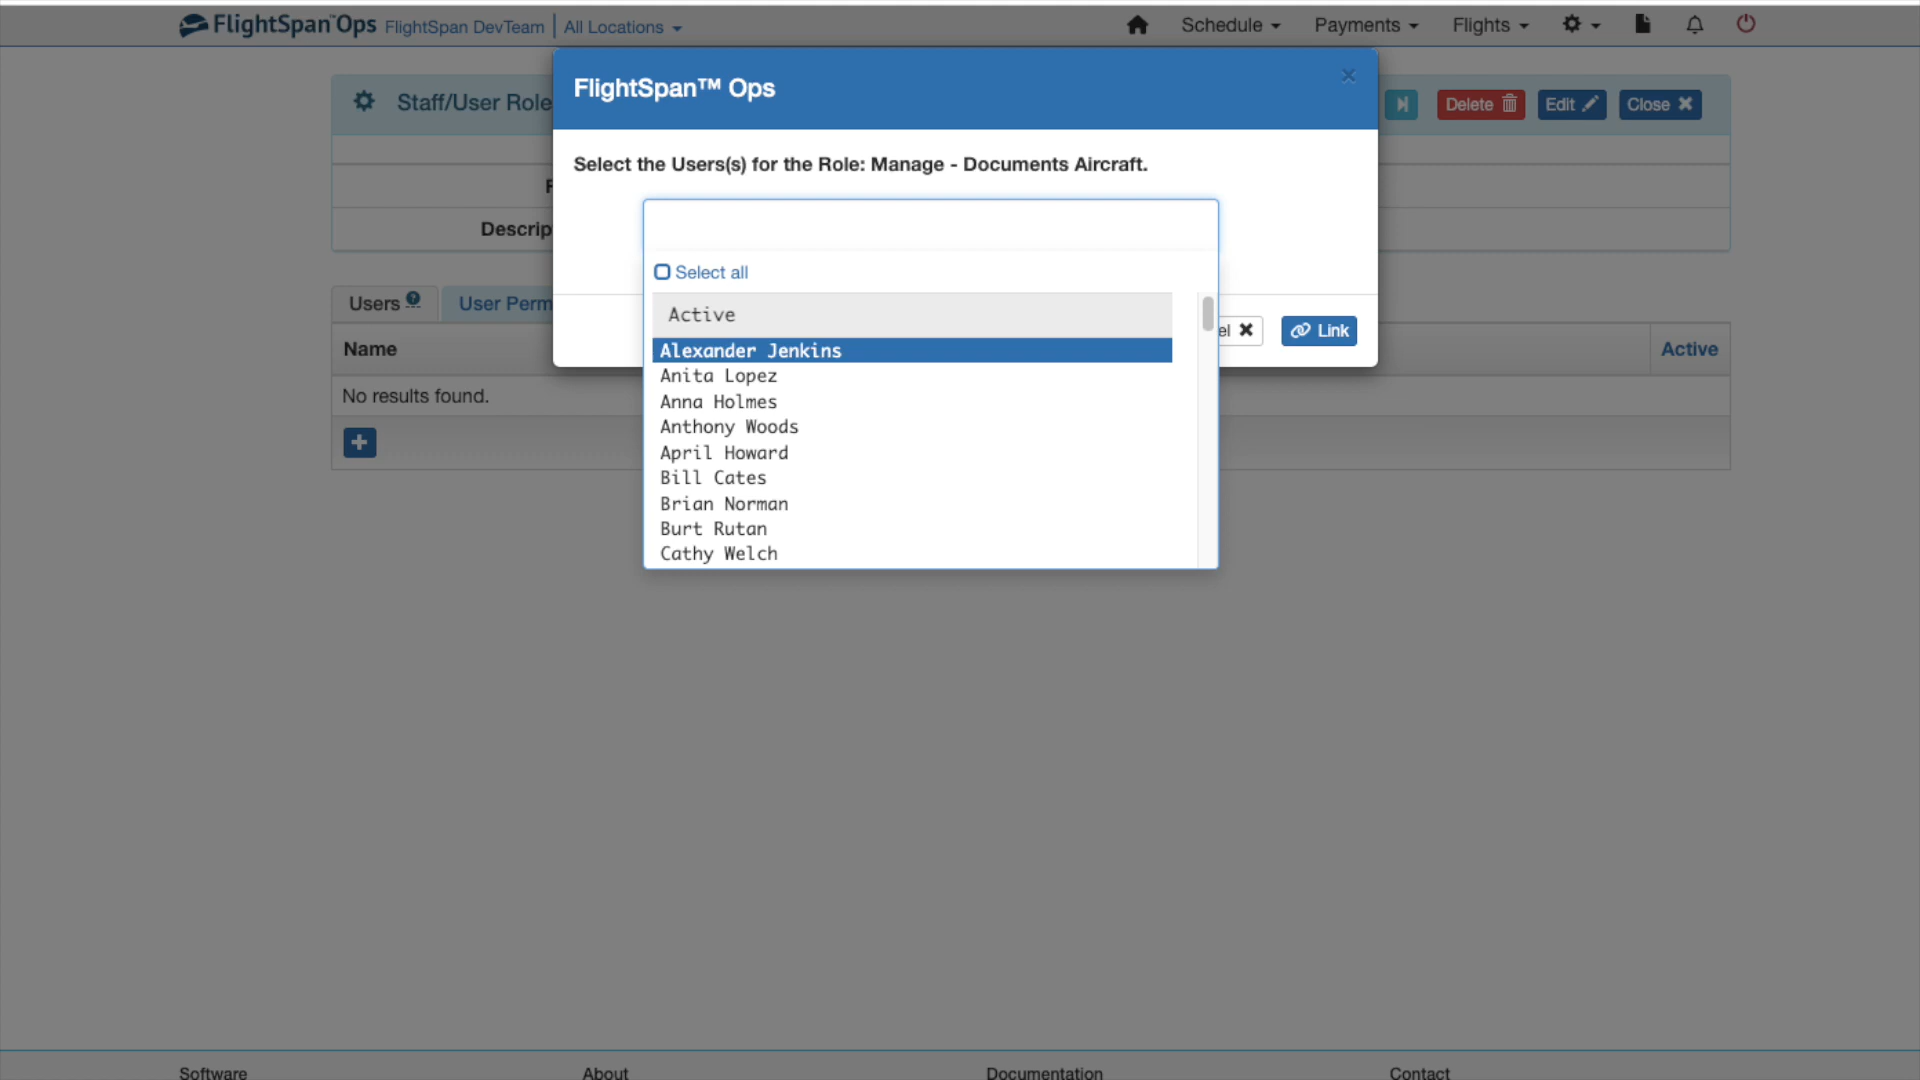 FlightSpan™Ops FlightSpan DevTeam All Locations Schedule Payments Flights
FlightSpan™ Ops ×
Staff/User Role Delete Edit Close
Select the Users(s) for the Role: Manage - Documents Aircraft.
Descrip
Select all
Users User Perm
Active
el Link
Name Active
Alexander Jenkins
Anita Lopez
No results found.
Anna Holmes
Anthony Woods
April Howard
Bill Cates
Brian Norman
Burt Rutan
Cathy Welch
Software About Documentation Contact